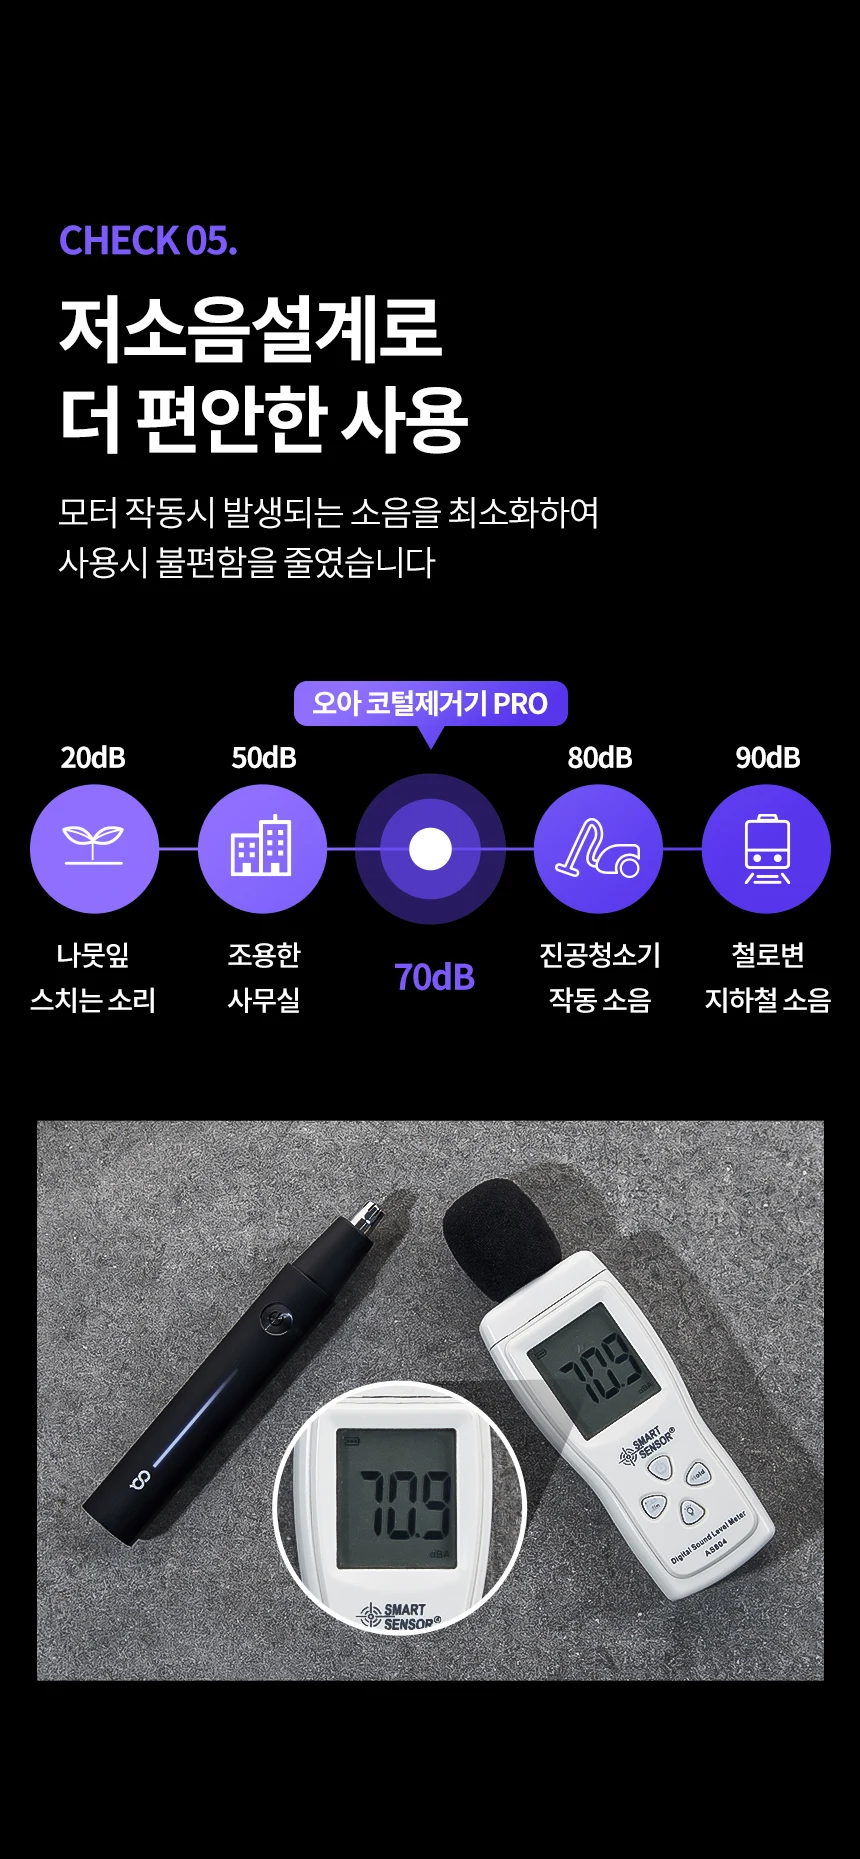 CHECK 05.
저소음설계로
더 편안한 사용
모터 작동시 발생되는 소음을 최소화하여
사용시 불편함을 줄였습니다
오아 코털제거기 PRO
20dB
50dB
80dB
90dB
나뭇잎
스치는 소리
조용한
사무실
70dB
진공청소기
작동 소음
철로변
지하철 소음
70.9
dBA
SMART
SENSOR®
Hold
Digital Sound Level Meter
AS804
70.9
dBA
SMART
SENSOR®